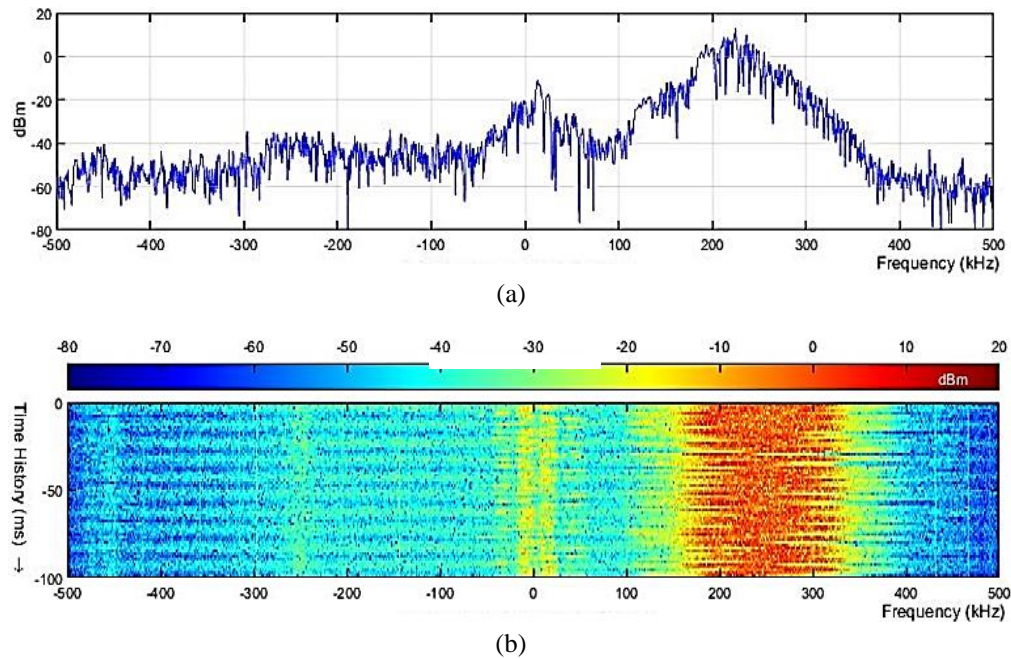 20
0
dBm
-20
-40
-60
-80
-500 -400 -300 -200 -100 0 100 200 300 400 500
Frequency (kHz)
(a)
-80 -70 -60 -50 -40 -30 -20 -10 0 10 20
dBm
0
Time History (ms) →
-50
-100
-500 -400 -300 -200 -100 0 100 200 300 400 500
Frequency (kHz)
(b)